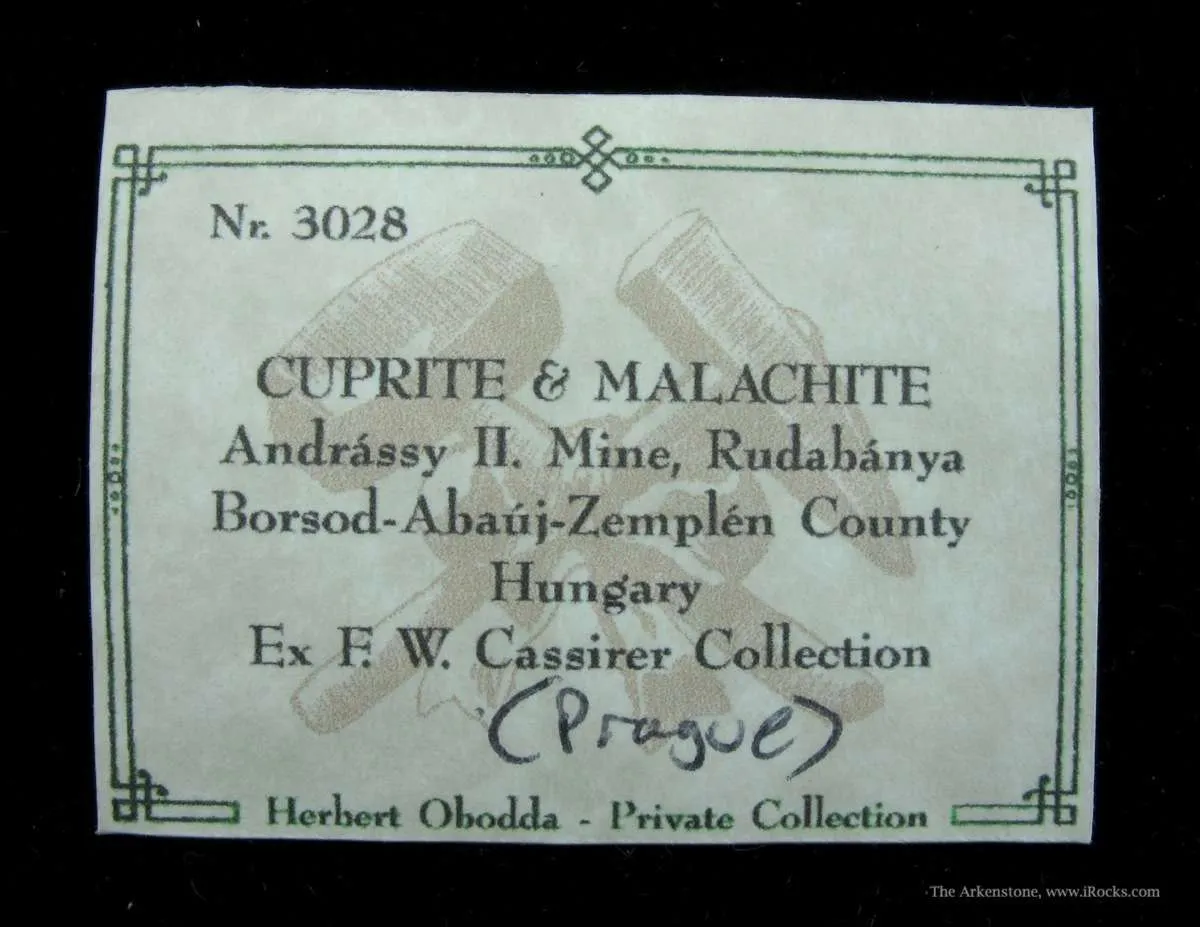 Nr. 3028
CUPRITE & MALACHITE
Andrássy II. Mine, Rudabánya
Borsod-Abaúj-Zemplén County
Hungary
Ex F. W. Cassirer Collection
(Prague)
Herbert Obodda - Private Collection
The Arkenstone, www.iRocks.com